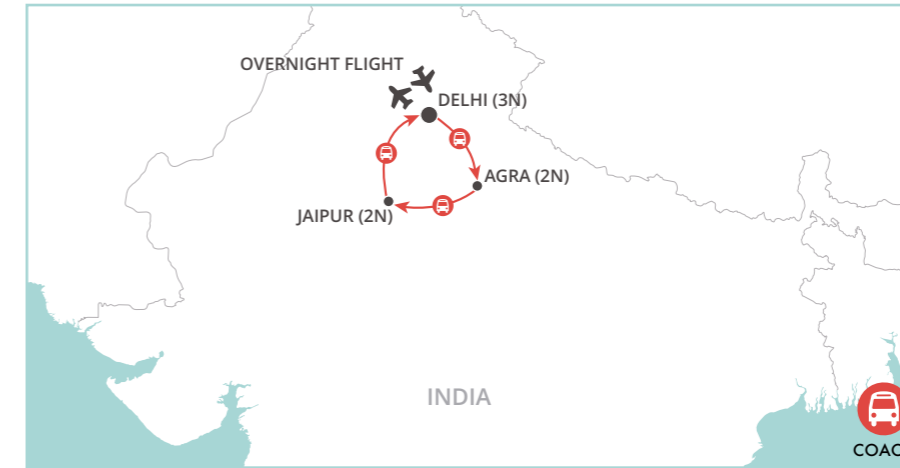 OVERNIGHT FLIGHT
DELHI (3N)
AGRA (2N)
JAIPUR (2N)
INDIA